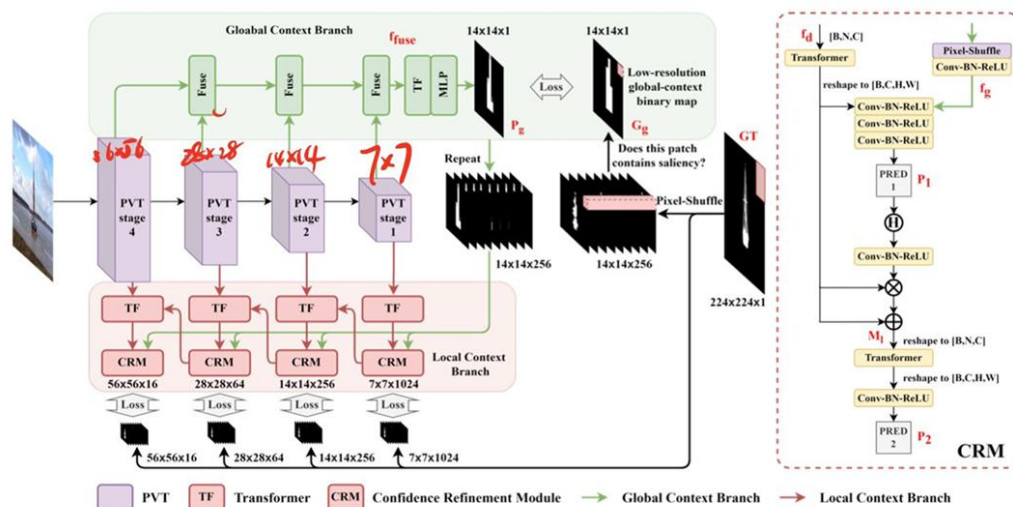 Gloabal Context Branch
f_fuse
14x14x1
14x14x1
Fuse
Fuse
Fuse
TF
MLP
Loss
Low-resolution
global-context
binary map
P_g
G_g
GT
56x56
28x28
14x14
7x7
Repeat
Does this patch
contains saliency?
Pixel-Shuffle
PVT
stage
4
PVT
stage
3
PVT
stage
2
PVT
stage
1
14x14x256
14x14x256
224x224x1
TF
TF
TF
TF
CRM
CRM
CRM
CRM
Local Context
Branch
56x56x16
28x28x64
14x14x256
7x7x1024
Loss
Loss
Loss
Loss
56x56x16
28x28x64
14x14x256
7x7x1024
PVT
TF
Transformer
CRM
Confidence Refinement Module
Global Context Branch
Local Context Branch
f_d
[B,N,C]
Transformer
Pixel-Shuffle
Conv-BN-ReLU
reshape to [B,C,H,W]
f_g
Conv-BN-ReLU
Conv-BN-ReLU
Conv-BN-ReLU
PRED
1
P_1
H
Conv-BN-ReLU
M_i
reshape to [B,N,C]
Transformer
reshape to [B,C,H,W]
Conv-BN-ReLU
PRED
2
P_2
CRM